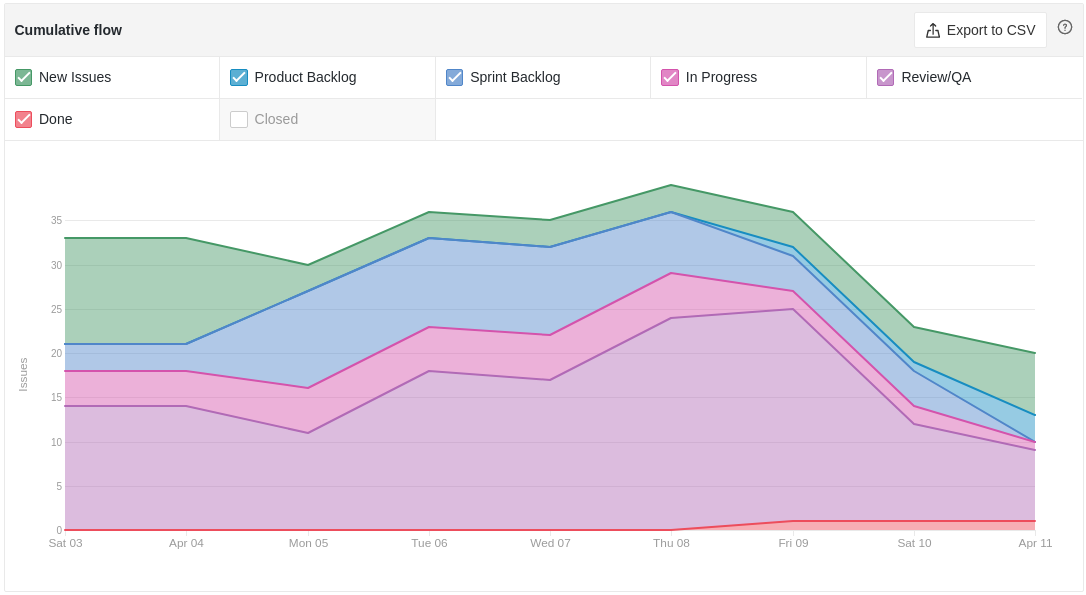 Cumulative flow
Export to CSV
New Issues
Product Backlog
Sprint Backlog
In Progress
Review/QA
Done
Closed
35
30
25
20
15
10
5
0
Issues
Sat 03
Apr 04
Mon 05
Tue 06
Wed 07
Thu 08
Fri 09
Sat 10
Apr 11